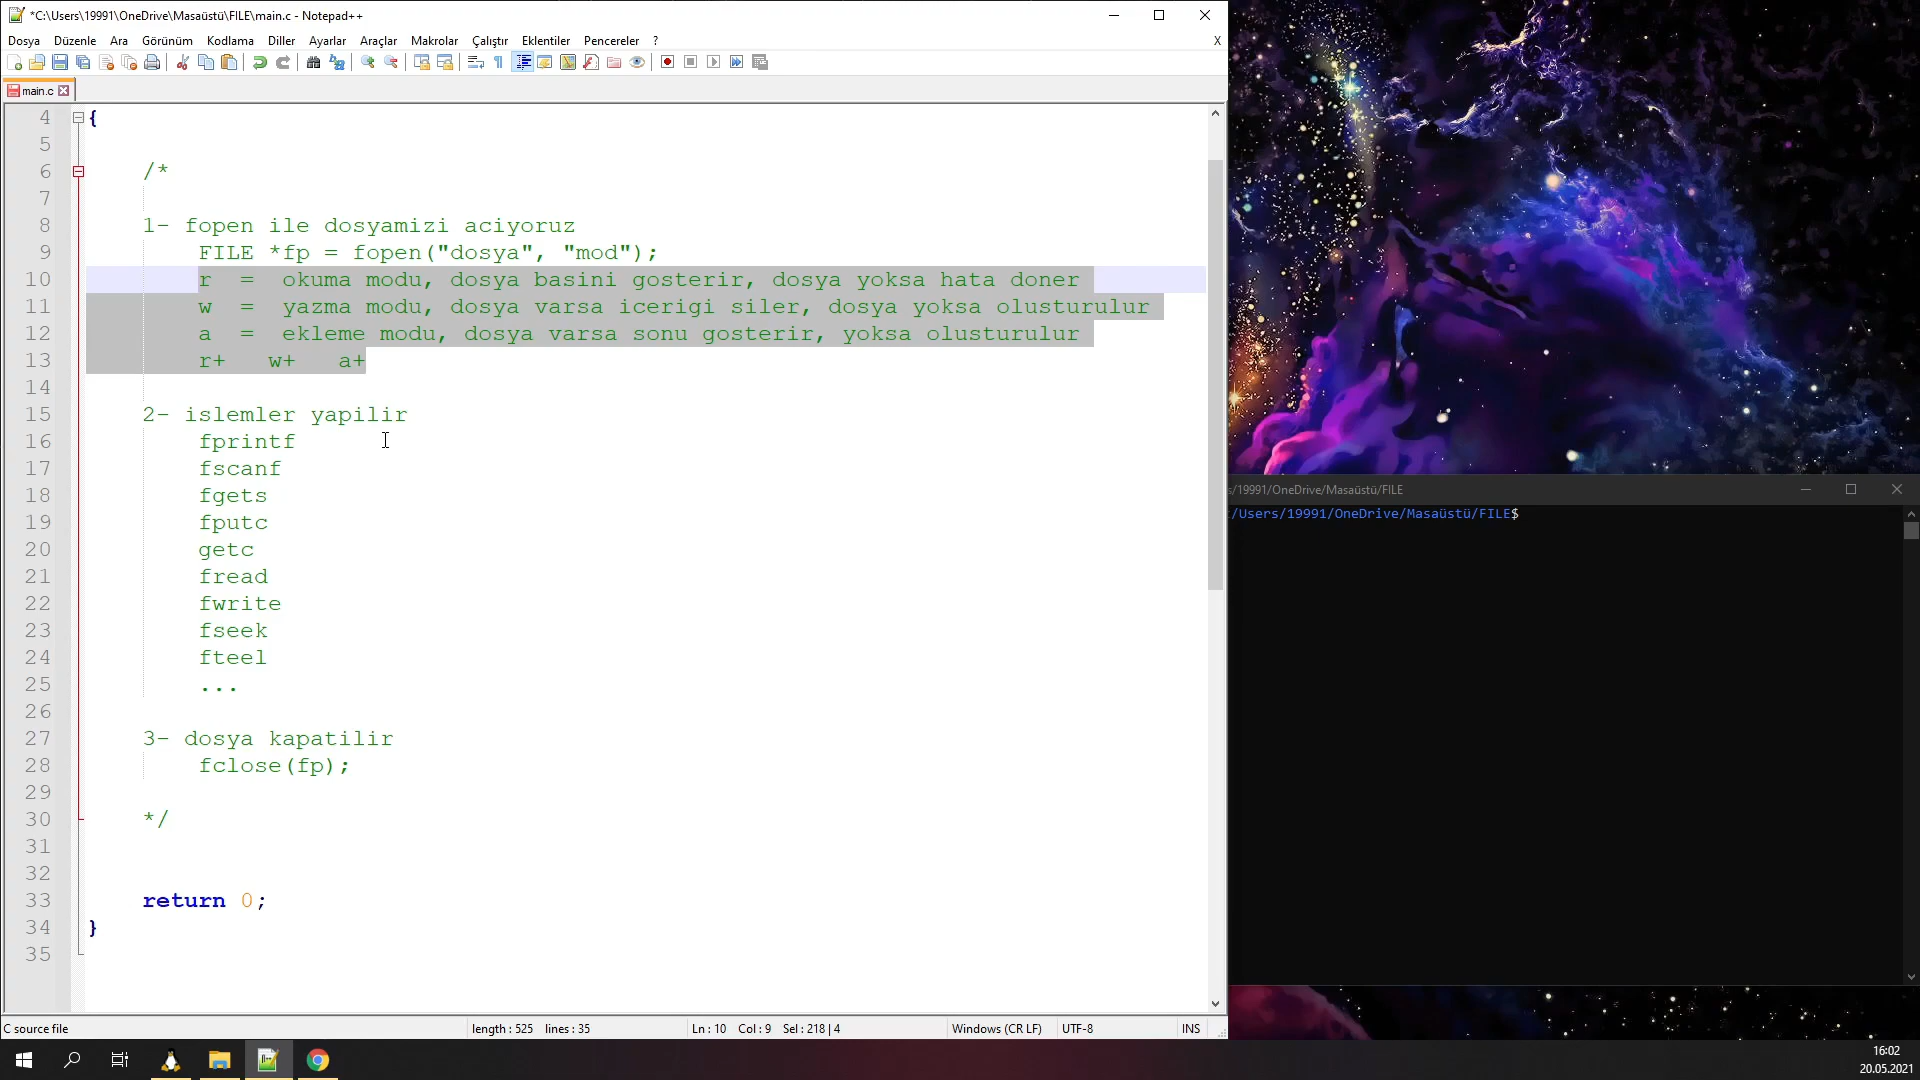 *C:\Users\19991\OneDrive\Masaüstü\FILE\main.c - Notepad++
Dosya Düzenle Ara Görünüm Kodlama Diller Ayarlar Araçlar Makrolar Çalıştır Eklentiler Pencereler ? X
main.c
4 {
5
6 /*
7
8 1- fopen ile dosyamizi aciyoruz
9 FILE *fp = fopen("dosya", "mod");
10 r = okuma modu, dosya basini gosterir, dosya yoksa hata doner
11 w = yazma modu, dosya varsa icerigi siler, dosya yoksa olusturulur
12 a = ekleme modu, dosya varsa sonu gosterir, yoksa olusturulur
13 r+ w+ a+
14
15 2- islemler yapilir
16 fprintf
17 fscanf
18 fgets
19 fputc
20 getc
21 fread
22 fwrite
23 fseek
24 fteel
25 ...
26
27 3- dosya kapatilir
28 fclose(fp);
29
30 */
31
32
33 return 0;
34 }
35
C source file length : 525 lines : 35 Ln : 10 Col : 9 Sel : 218 | 4 Windows (CR LF) UTF-8 INS
s/19991/OneDrive/Masaüstü/FILE
/Users/19991/OneDrive/Masaüstü/FILE$
16:02
20.05.2021